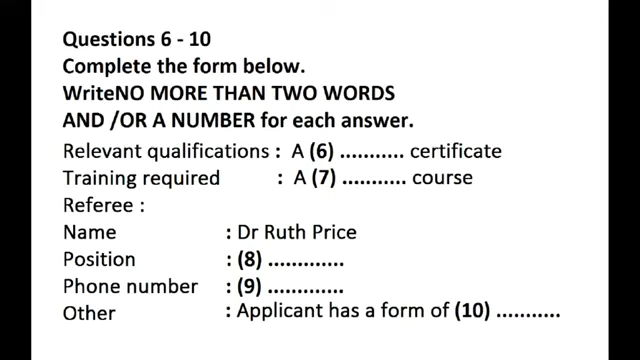 Questions 6 - 10
Complete the form below.
WriteNO MORE THAN TWO WORDS
AND /OR A NUMBER for each answer.
Relevant qualifications : A (6) ........... certificate
Training required : A (7) ........... course
Referee :
Name : Dr Ruth Price
Position : (8) .............
Phone number : (9) .............
Other : Applicant has a form of (10) ...........